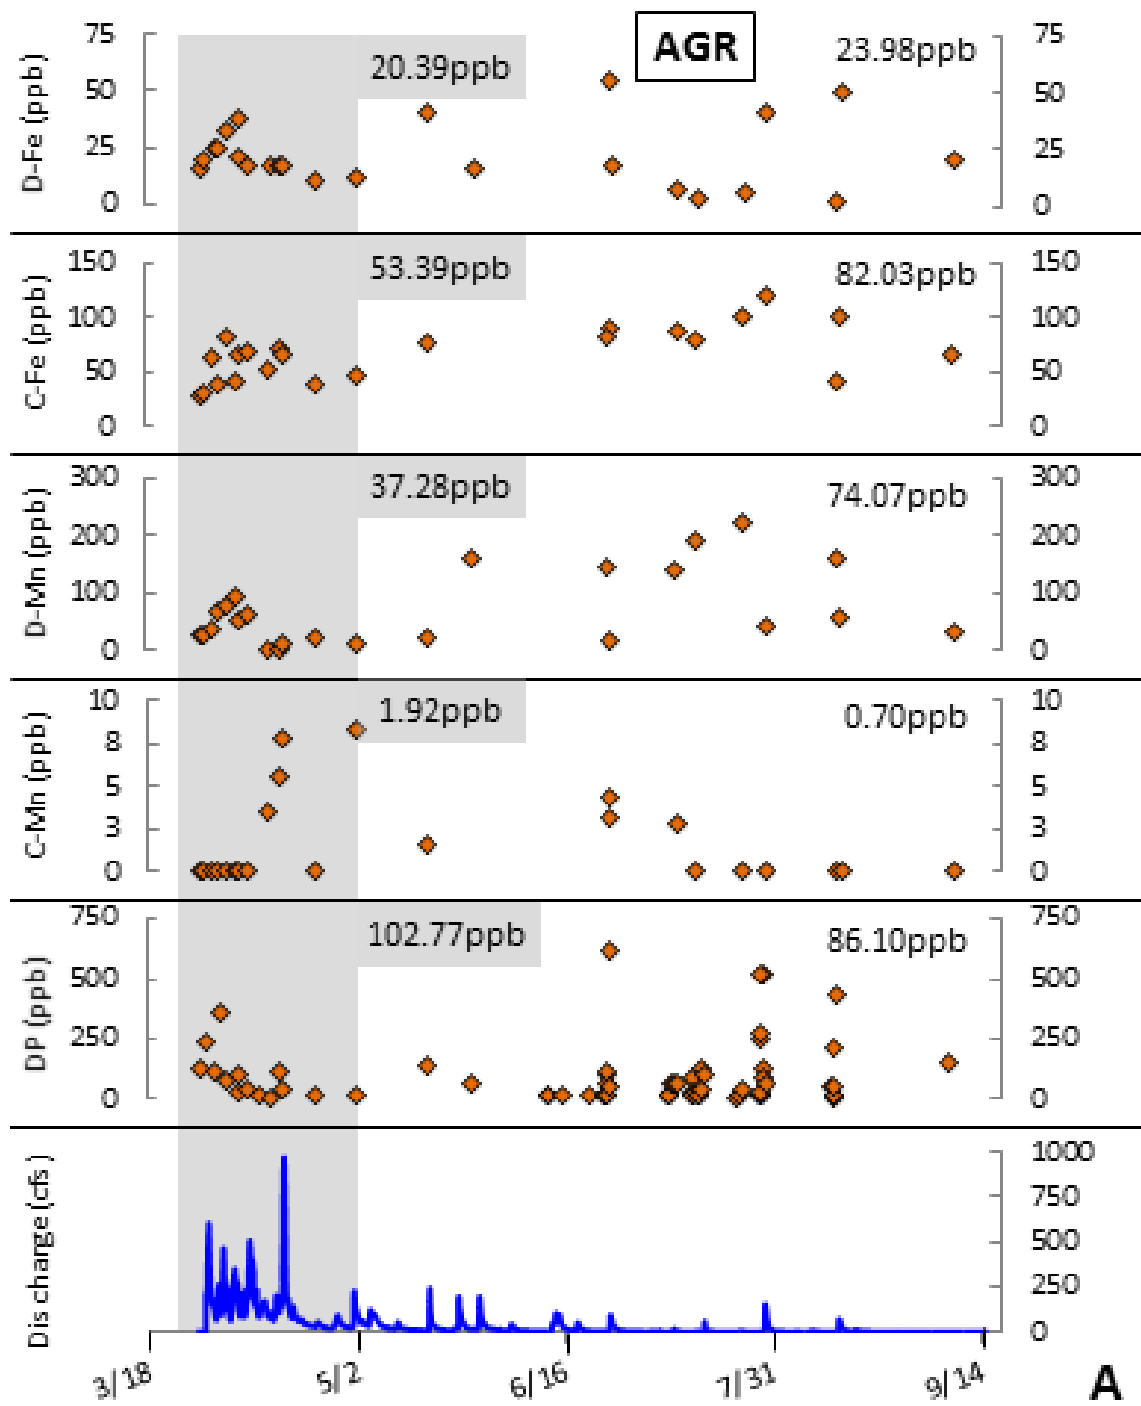 AGR
D-Fe (ppb)
75
50
25
0
20.39ppb
23.98ppb
75
50
25
0
C-Fe (ppb)
150
100
50
0
53.39ppb
82.03ppb
150
100
50
0
D-Mn (ppb)
300
200
100
0
37.28ppb
74.07ppb
300
200
100
0
C-Mn (ppb)
10
8
5
3
0
1.92ppb
0.70ppb
10
8
5
3
0
DP (ppb)
750
500
250
0
102.77ppb
86.10ppb
750
500
250
0
Discharge (cfs)
1000
750
500
250
0
3/18
5/2
6/16
7/31
9/14
A